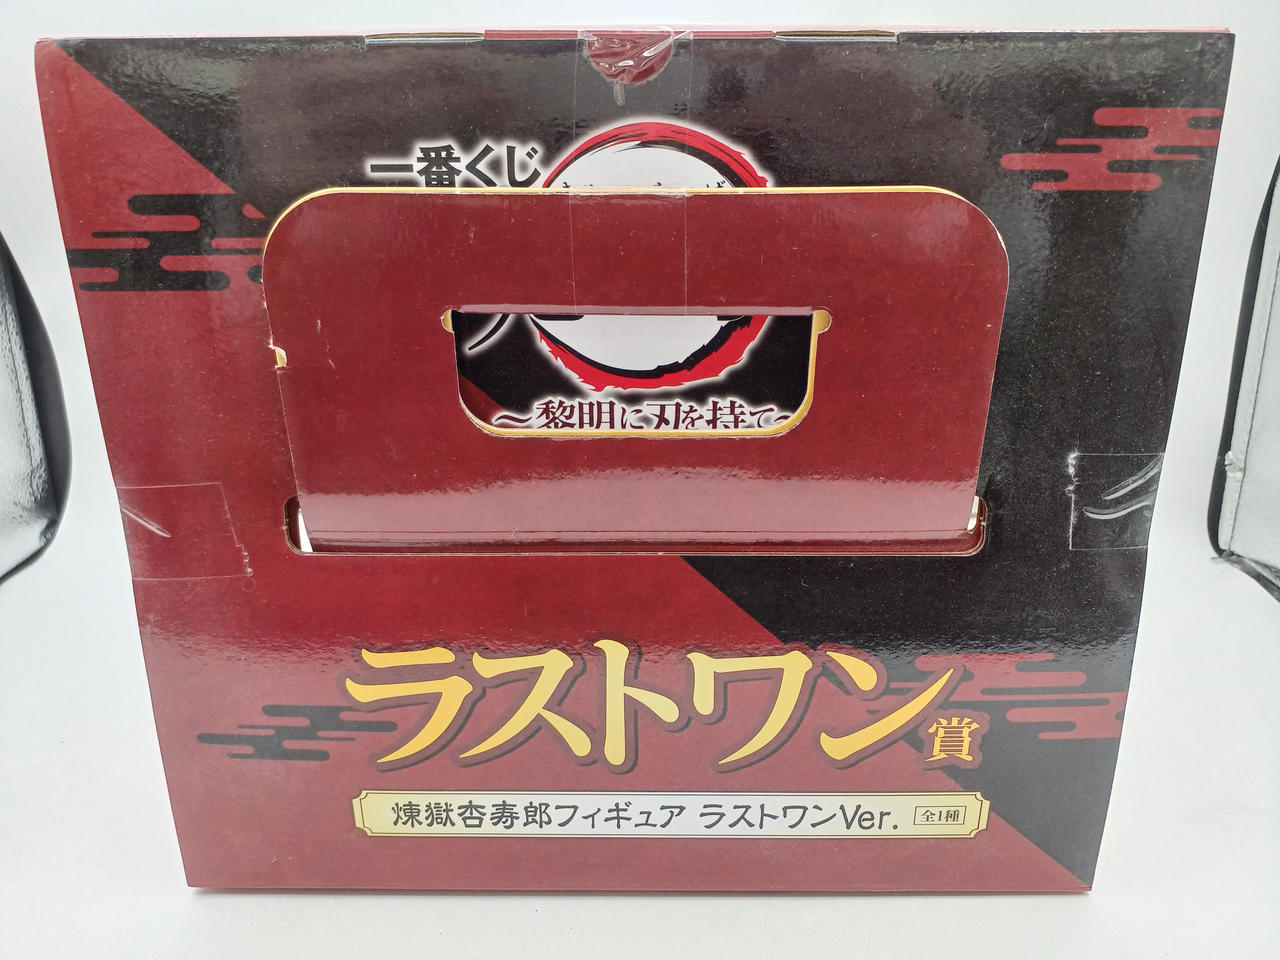 一番くじ
～黎明に刃を持て～
ラストワン賞
煉獄杏寿郎フィギュア ラストワンVer. 全1種